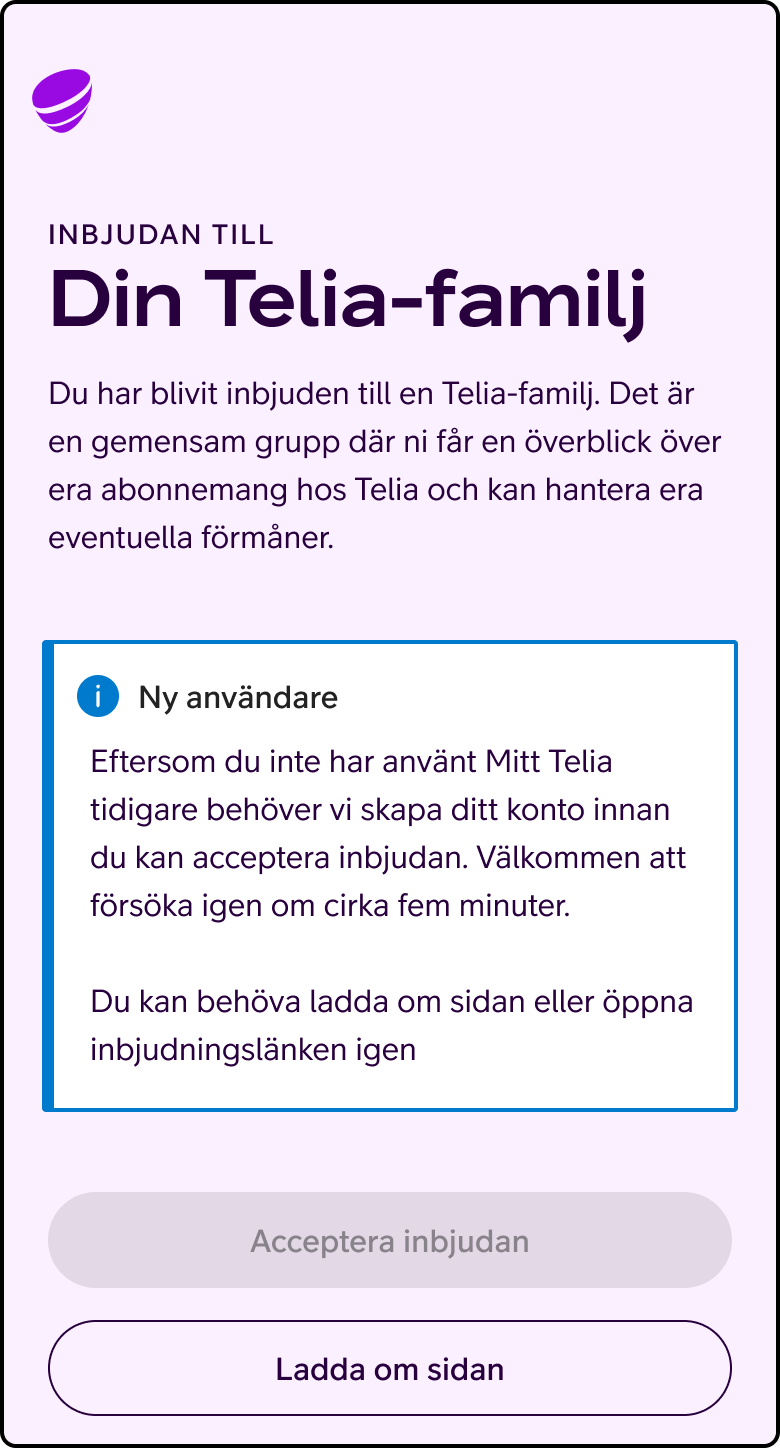 INBJUDAN TILL
Din Telia-familj
Du har blivit inbjuden till en Telia-familj. Det är
en gemensam grupp där ni får en överblick över
era abonnemang hos Telia och kan hantera era
eventuella förmåner.
Ny användare
Eftersom du inte har använt Mitt Telia
tidigare behöver vi skapa ditt konto innan
du kan acceptera inbjudan. Välkommen att
försöka igen om cirka fem minuter.
Du kan behöva ladda om sidan eller öppna
inbjudningslänken igen
Acceptera inbjudan
Ladda om sidan